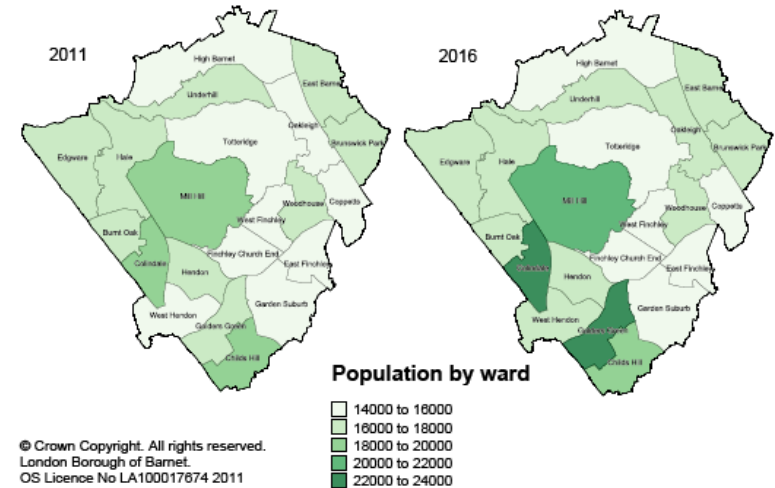 2011
High Barnet
East Barnet
Underhill
Oakleigh
Totteridge
Brunswick Park
Edgware
Hale
Mill Hill
Woodhouse
Coppetts
West Finchley
Burnt Oak
Finchley Church End
Colindale
East Finchley
Hendon
Garden Suburb
West Hendon
Golders Green
Childs Hill
2016
High Barnet
East Barnet
Underhill
Oakleigh
Totteridge
Brunswick Park
Edgware
Hale
Mill Hill
Woodhouse
Coppetts
West Finchley
Burnt Oak
Finchley Church End
Colindale
East Finchley
Hendon
Garden Suburb
West Hendon
Golders Green
Childs Hill
Population by ward
14000 to 16000
16000 to 18000
18000 to 20000
20000 to 22000
22000 to 24000
© Crown Copyright. All rights reserved.
London Borough of Barnet.
OS Licence No LA100017674 2011